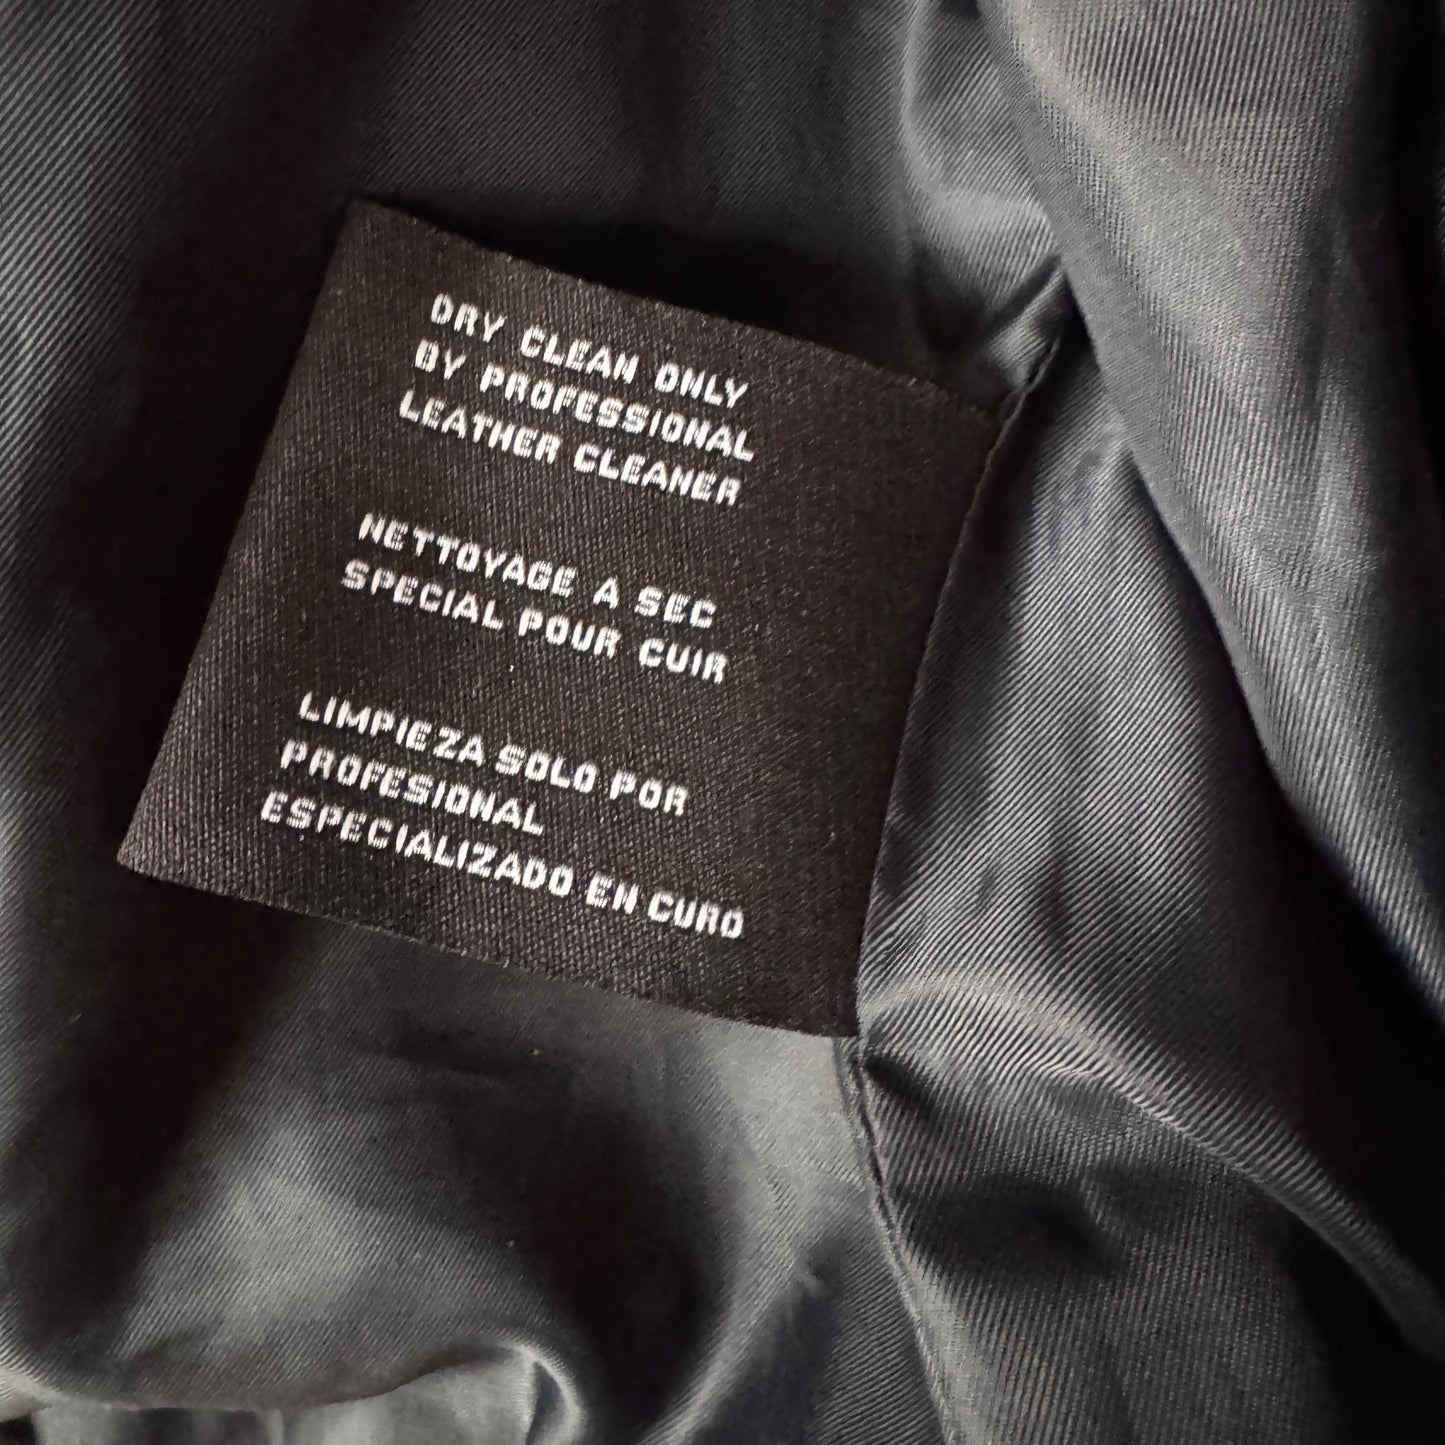 DRY CLEAN ONLY
BY PROFESSIONAL
LEATHER CLEANER
NETTOYAGE A SEC
SPECIAL POUR CUIR
LIMPIEZA SOLO POR
PROFESIONAL
ESPECIALIZADO EN CURO